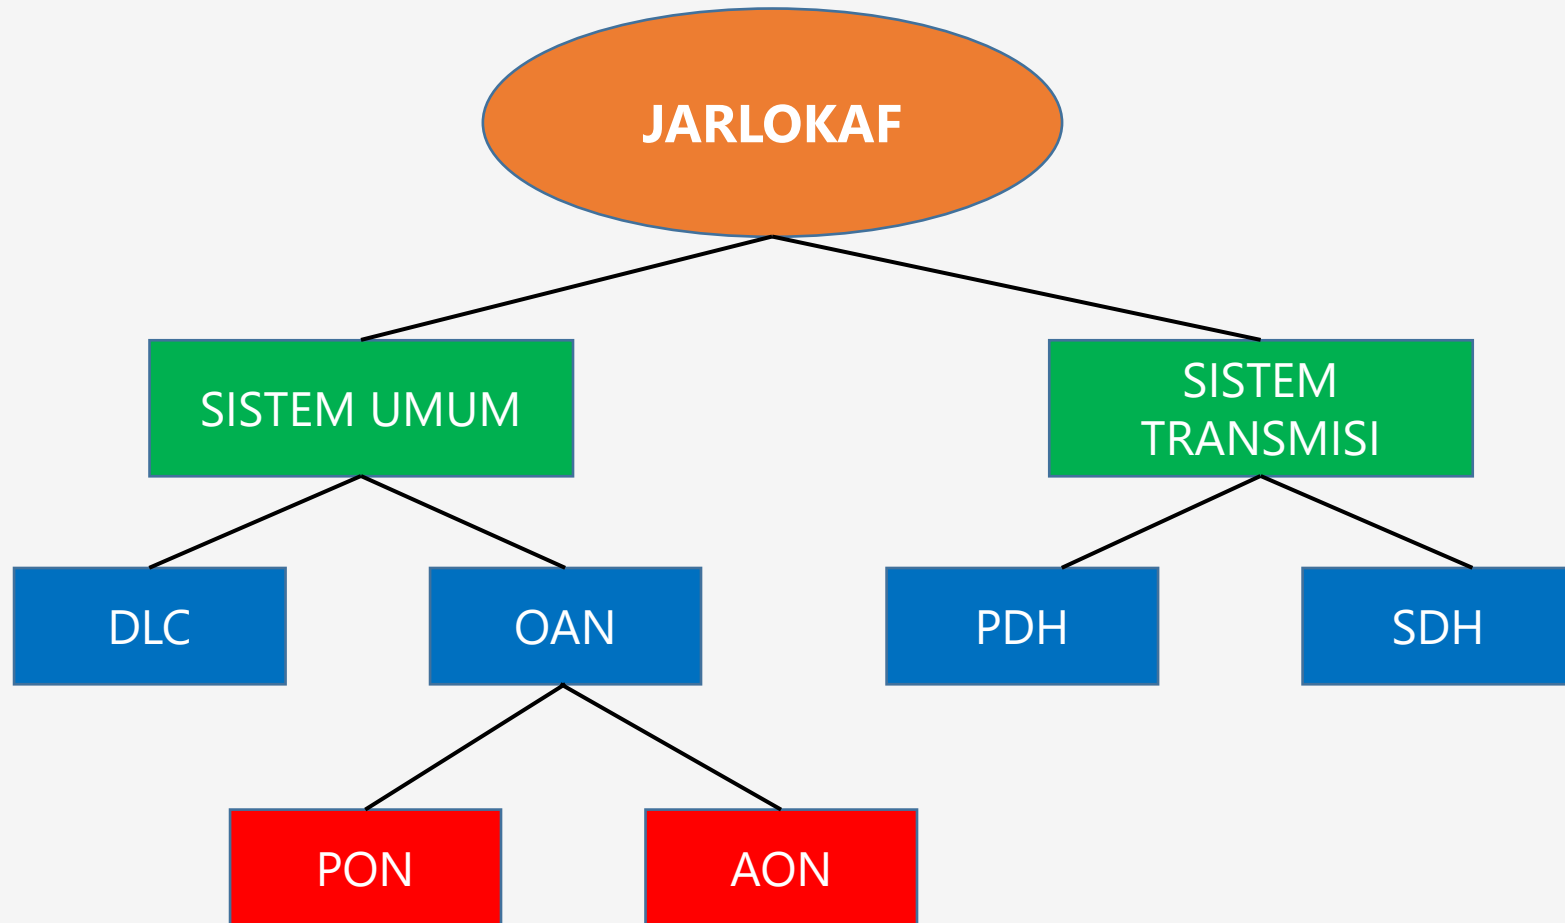 JARLOKAF
SISTEM UMUM
SISTEM
TRANSMISI
DLC
OAN
PDH
SDH
PON
AON